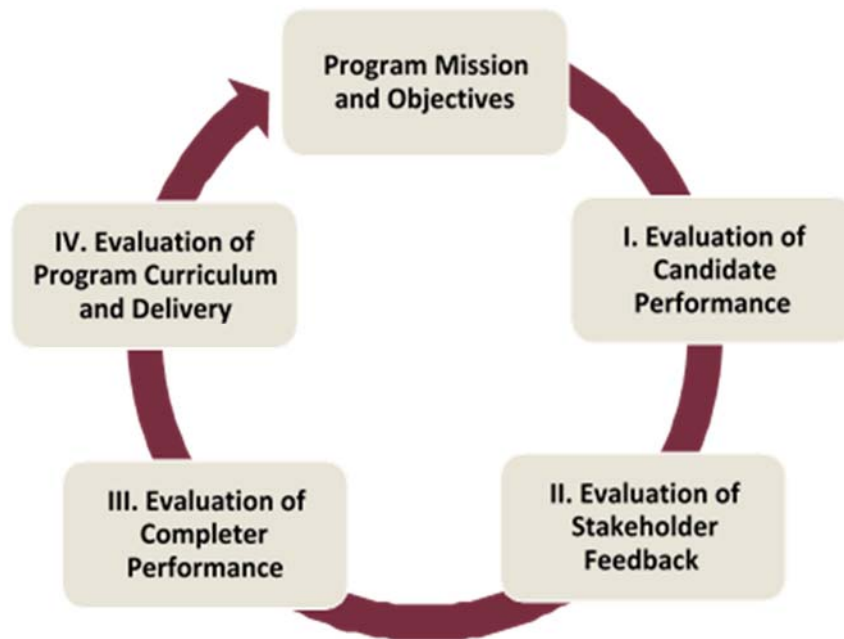 Program Mission
and Objectives
I. Evaluation of
Candidate
Performance
II. Evaluation of
Stakeholder
Feedback
III. Evaluation of
Completer
Performance
IV. Evaluation of
Program Curriculum
and Delivery